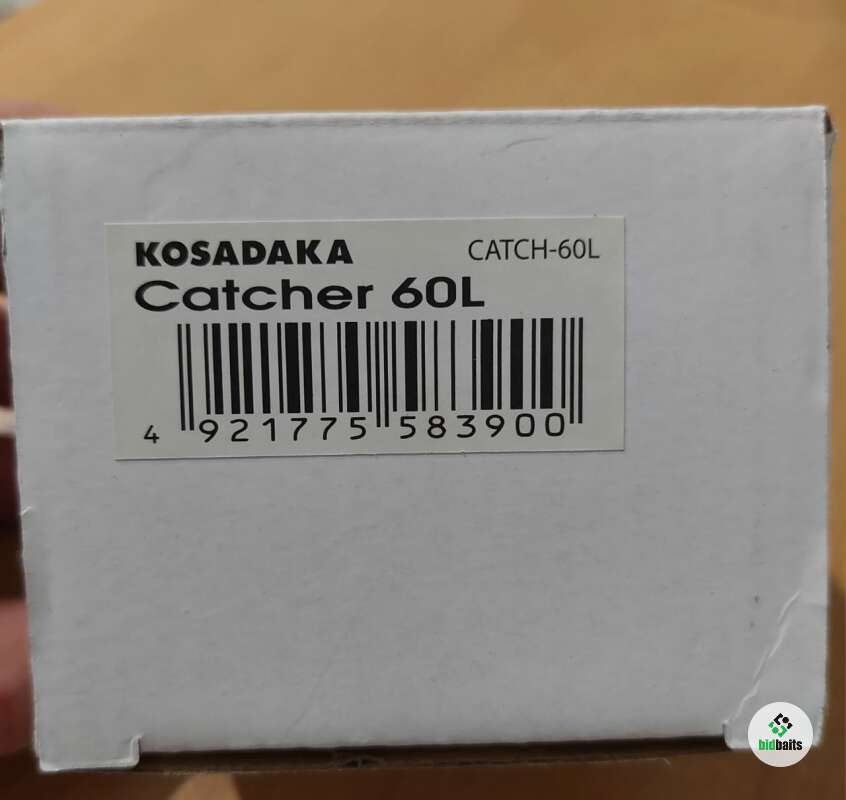 KOSADAKA CATCH-60L
Catcher 60L
4 921775 583900
bidbaits